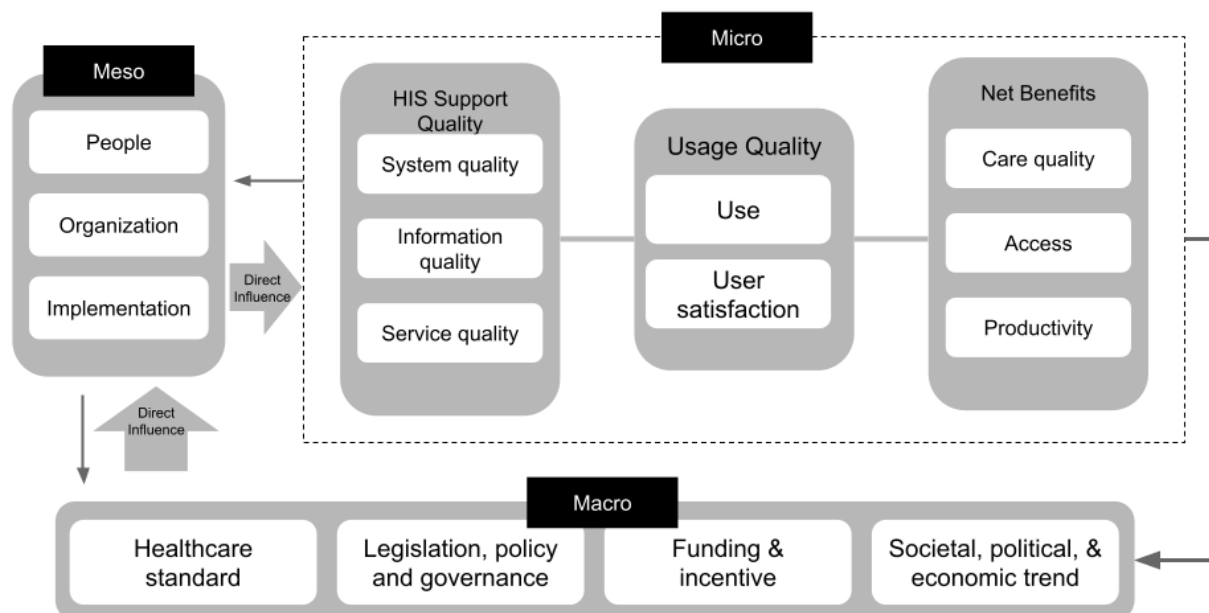 Meso
People
Organization
Implementation
Direct
Influence
Direct
Influence
Micro
HIS Support
Quality
System quality
Information
quality
Service quality
Usage Quality
Use
User
satisfaction
Net Benefits
Care quality
Access
Productivity
Macro
Healthcare
standard
Legislation, policy
and governance
Funding &
incentive
Societal, political, &
economic trend